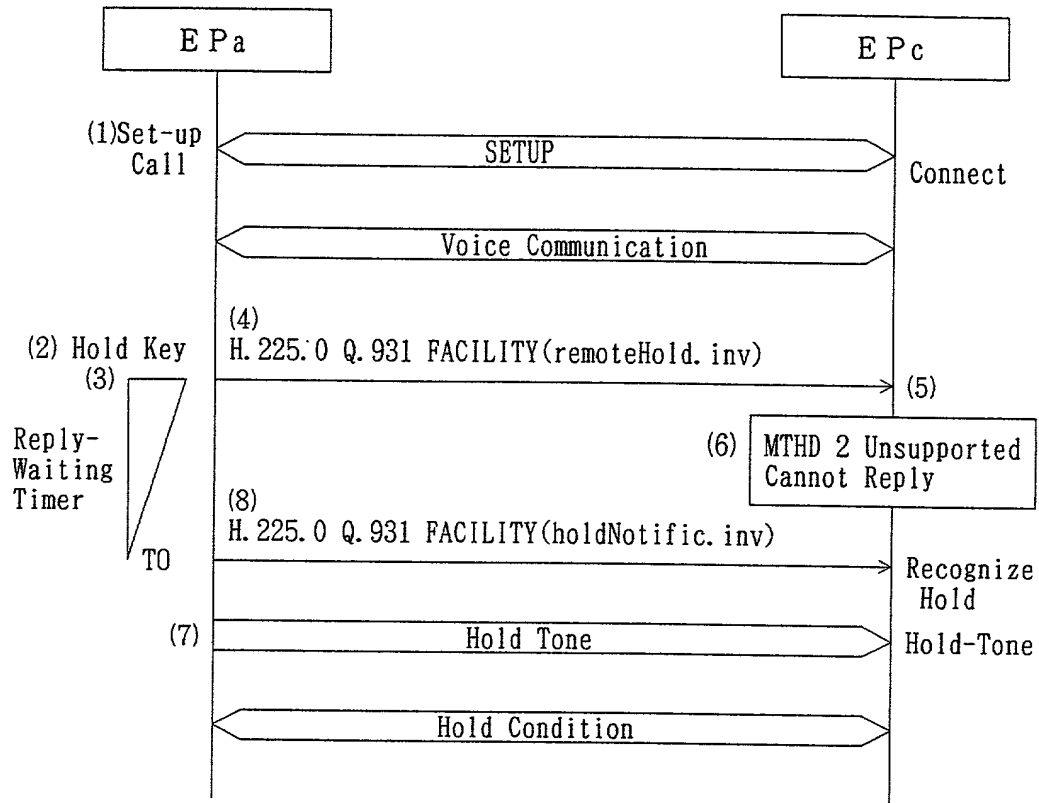 E Pa
E Pc
(1)Set-up
Call
SETUP
Connect
Voice Communication
(2) Hold Key
(4)
H.225.0 Q.931 FACILITY(remoteHold.inv)
(3)
(5)
Reply-
Waiting
Timer
(6)
MTHD 2 Unsupported
Cannot Reply
(8)
H.225.0 Q.931 FACILITY(holdNotific.inv)
TO
Recognize
Hold
(7)
Hold Tone
Hold-Tone
Hold Condition